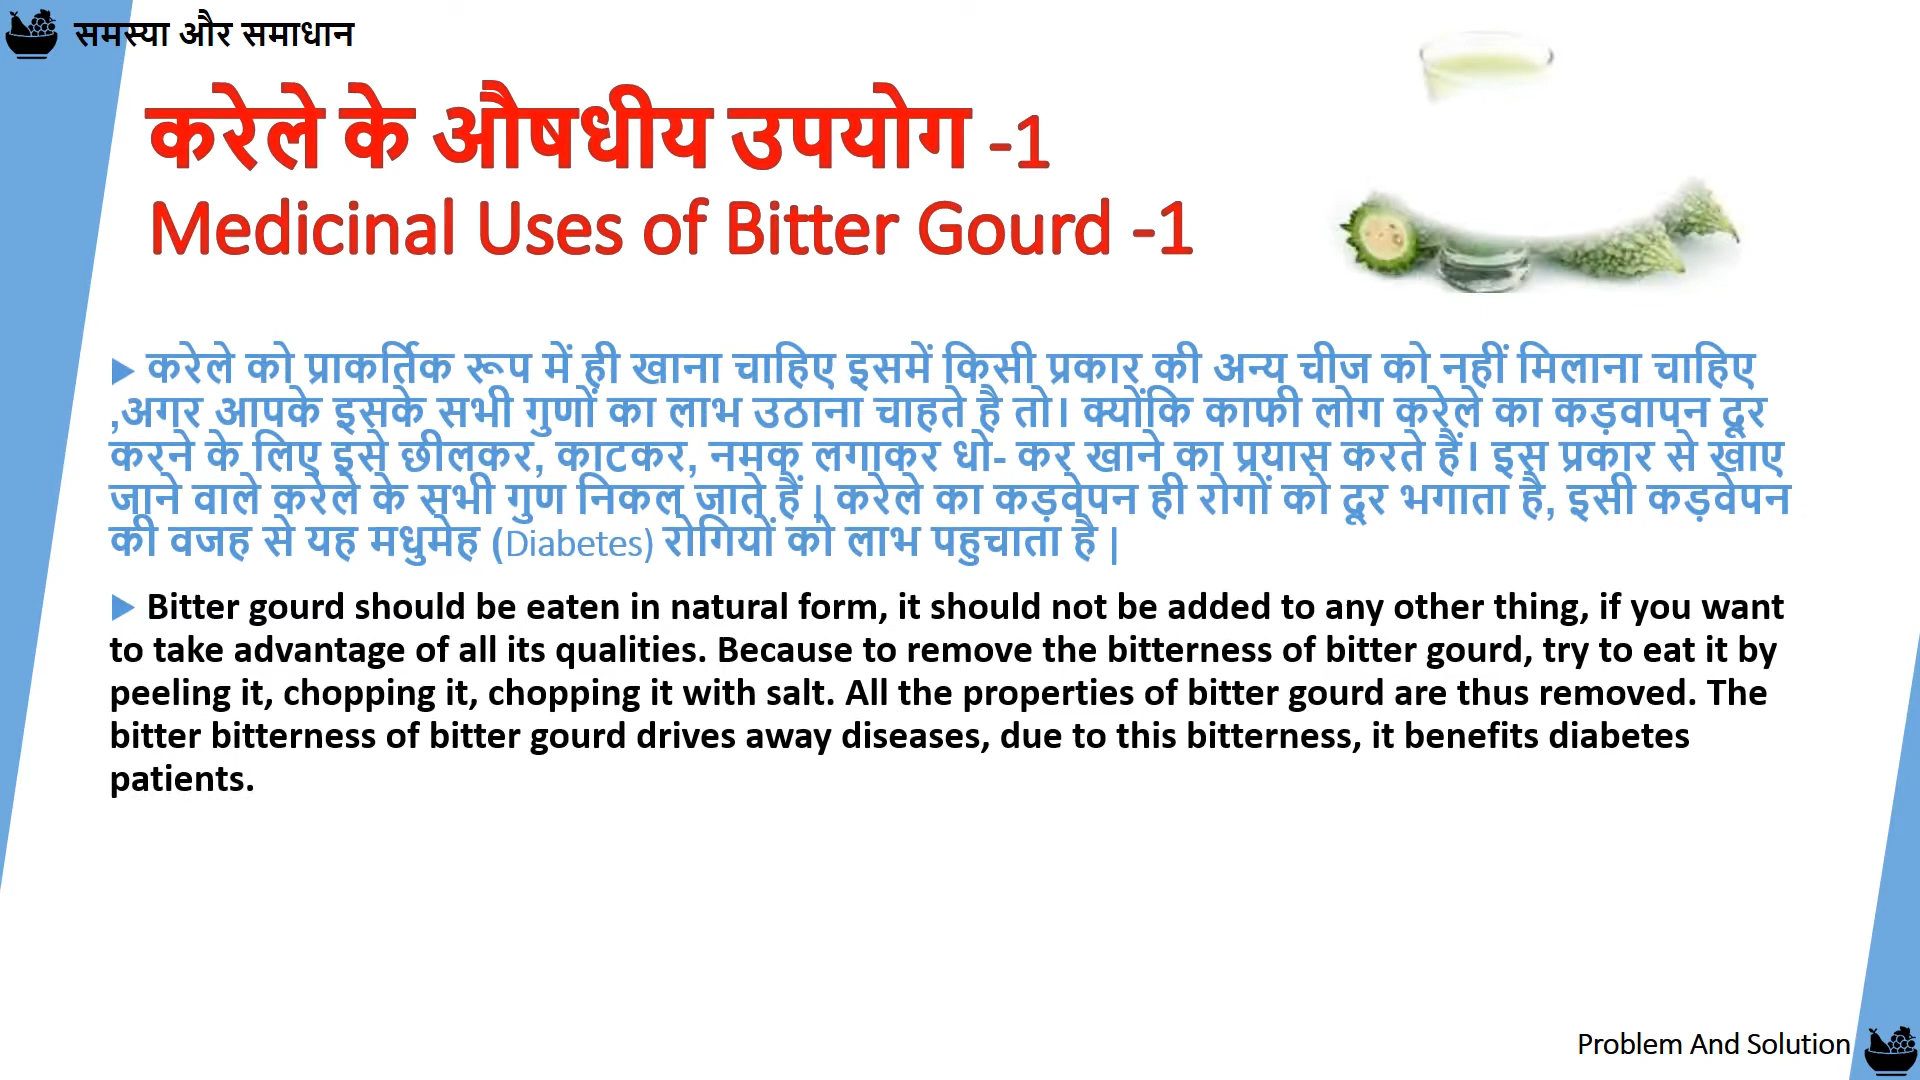 समस्या और समाधान
करेले के औषधीय उपयोग -1
Medicinal Uses of Bitter Gourd -1
करेले को प्राकर्तिक रूप में ही खाना चाहिए इसमें किसी प्रकार की अन्य चीज को नहीं मिलाना चाहिए
,अगर आपके इसके सभी गुणों का लाभ उठाना चाहते है तो। क्योंकि काफी लोग करेले का कड़वापन दूर
करने के लिए इसे छीलकर, काटकर, नमक लगाकर धो- कर खाने का प्रयास करते हैं। इस प्रकार से खाए
जाने वाले करेले के सभी गुण निकल जाते हैं | करेले का कड़वेपन ही रोगों को दूर भगाता है, इसी कड़वेपन
की वजह से यह मधुमेह (Diabetes) रोगियों को लाभ पहुचाता है |
Bitter gourd should be eaten in natural form, it should not be added to any other thing, if you want
to take advantage of all its qualities. Because to remove the bitterness of bitter gourd, try to eat it by
peeling it, chopping it, chopping it with salt. All the properties of bitter gourd are thus removed. The
bitter bitterness of bitter gourd drives away diseases, due to this bitterness, it benefits diabetes
patients.
Problem And Solution